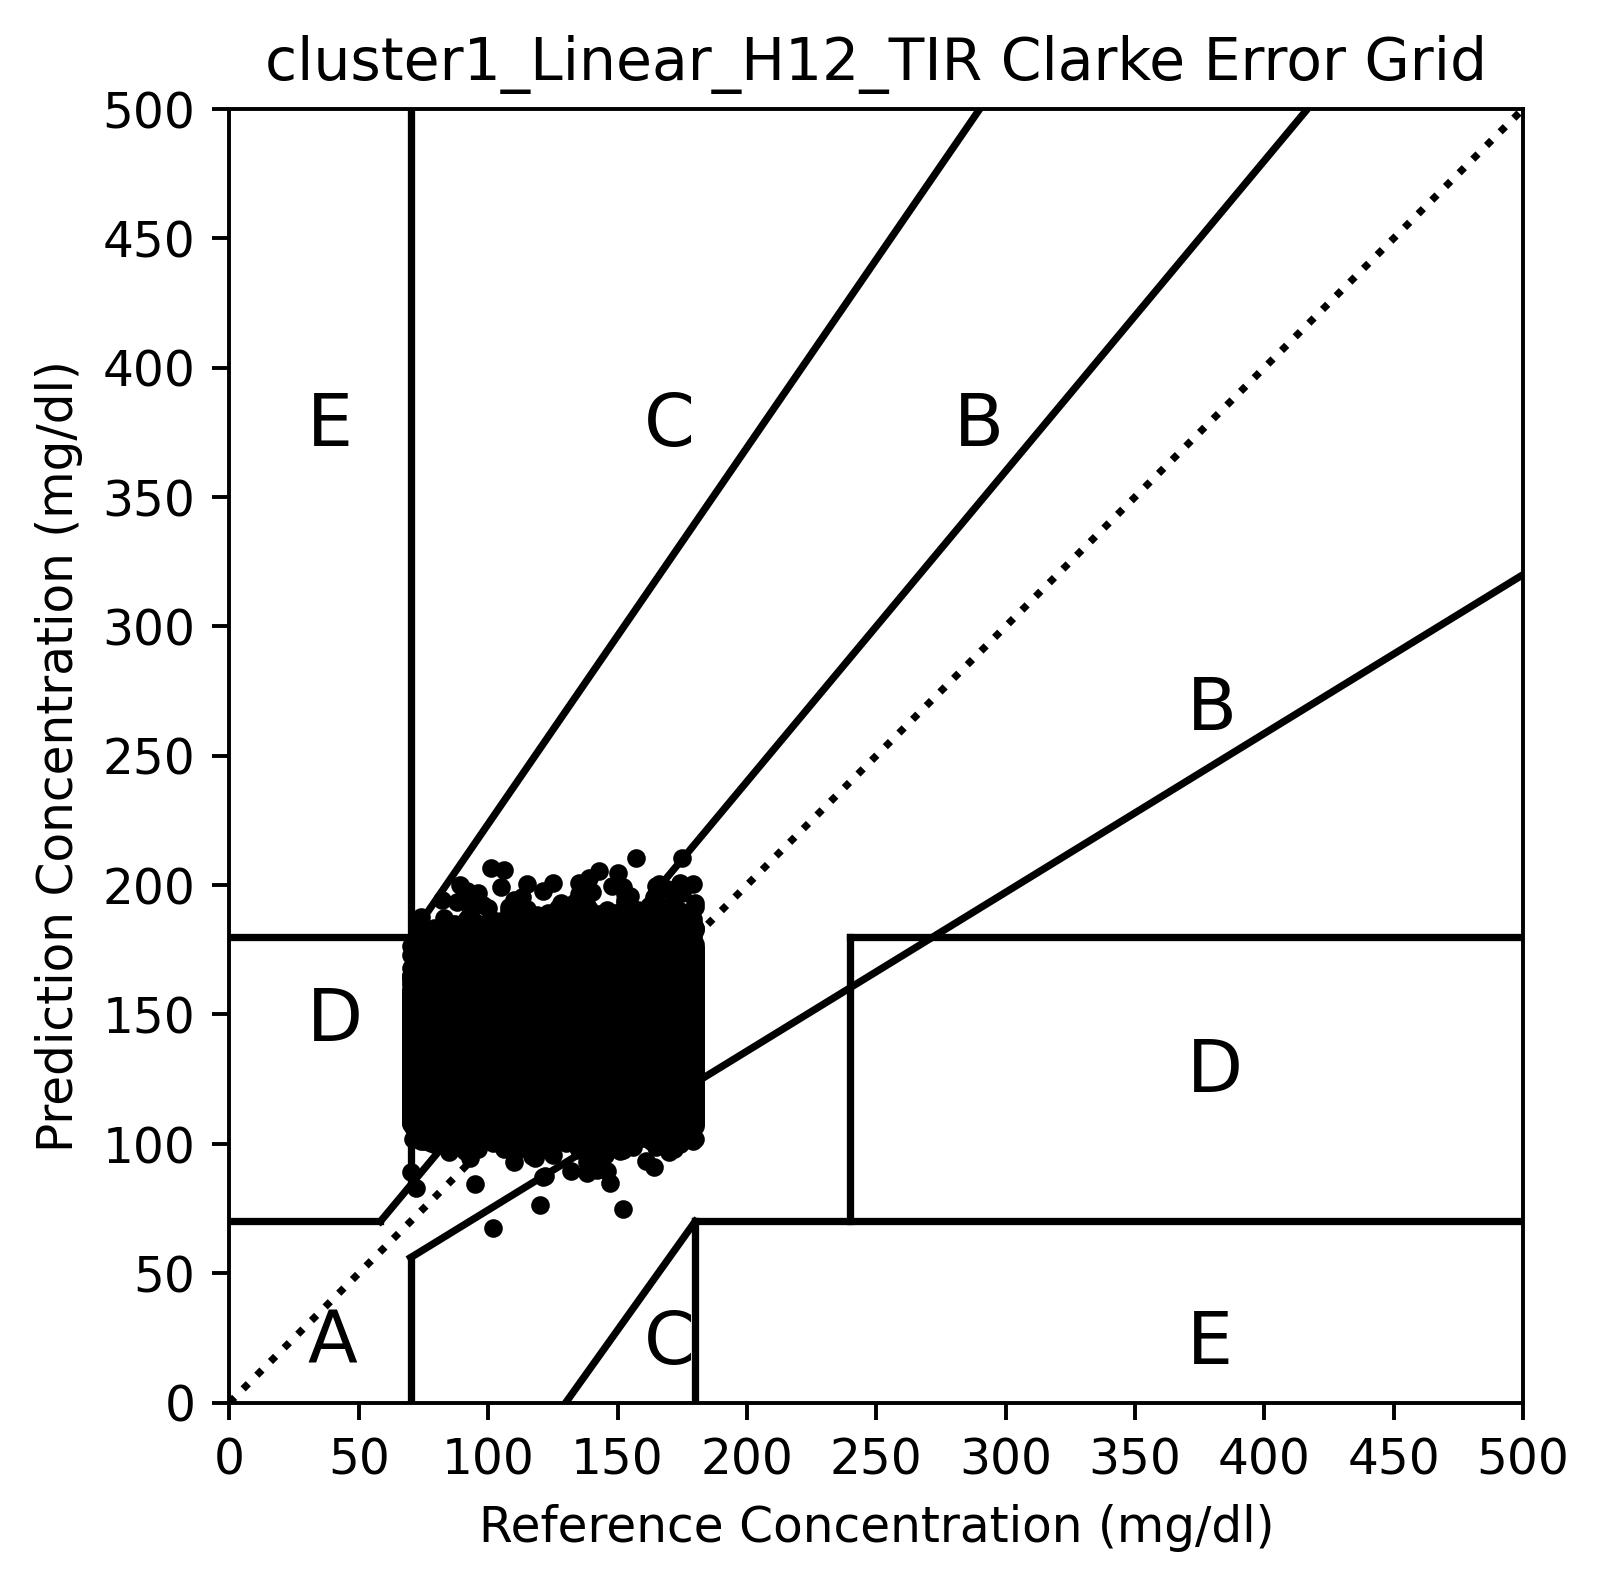 cluster1_Linear_H12_TIR Clarke Error Grid
500
450
400
350
300
250
200
150
100
50
0
Prediction Concentration (mg/dl)
E
C
B
B
D
D
A
C
E
0 50 100 150 200 250 300 350 400 450 500
Reference Concentration (mg/dl)